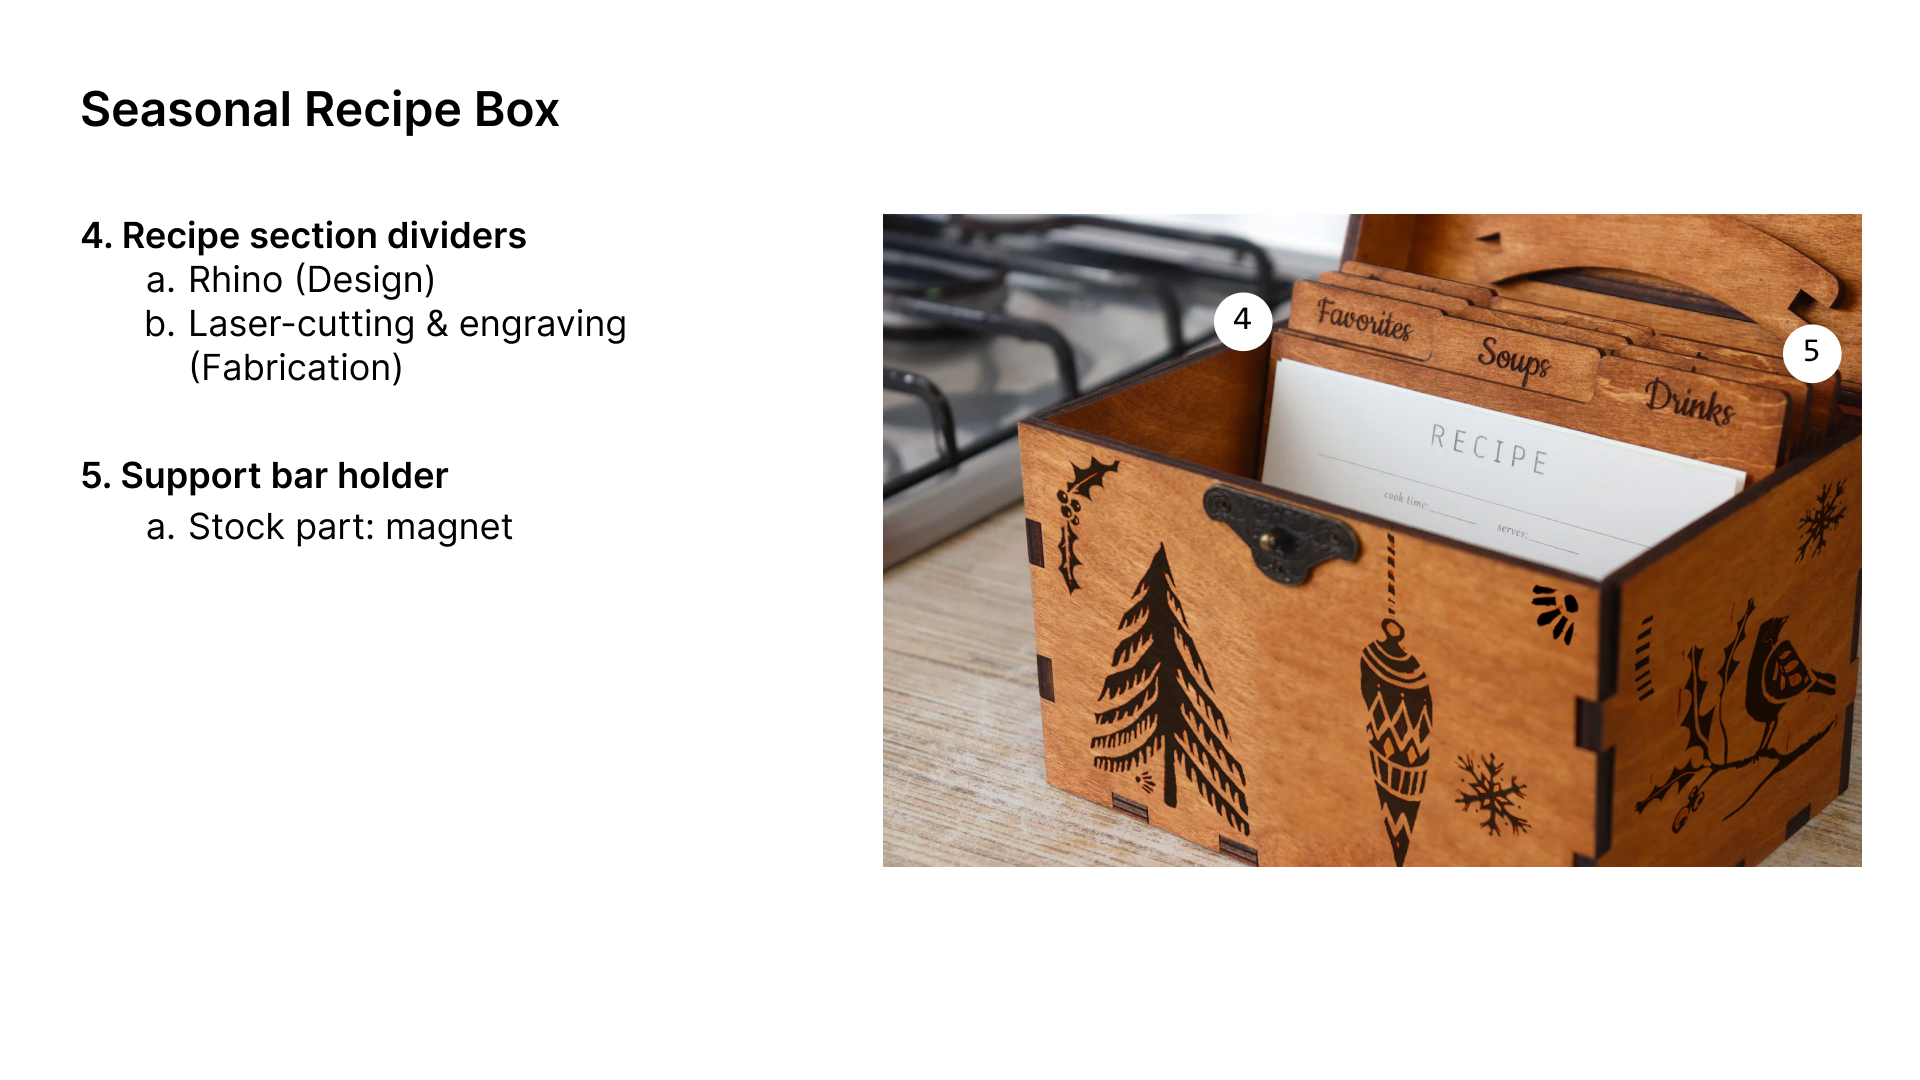 Seasonal Recipe Box
4. Recipe section dividers
a. Rhino (Design)
b. Laser-cutting & engraving
(Fabrication)
5. Support bar holder
a. Stock part: magnet
4
5
Favorites
Soups
Drinks
RECIPE
cook time:
serves: